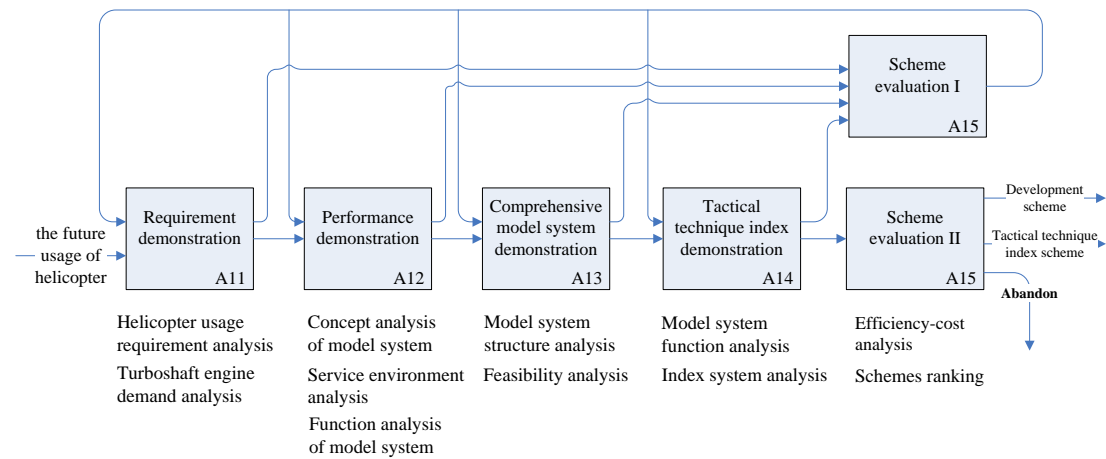 Scheme
evaluation I
A15
the future
usage of
helicopter
Requirement
demonstration
A11
Performance
demonstration
A12
Comprehensive
model system
demonstration
A13
Tactical
technique index
demonstration
A14
Scheme
evaluation II
A15
Development
scheme
Tactical technique
index scheme
Abandon
Helicopter usage
requirement analysis
Turboshaft engine
demand analysis
Concept analysis
of model system
Service environment
analysis
Function analysis
of model system
Model system
structure analysis
Feasibility analysis
Model system
function analysis
Index system analysis
Efficiency-cost
analysis
Schemes ranking